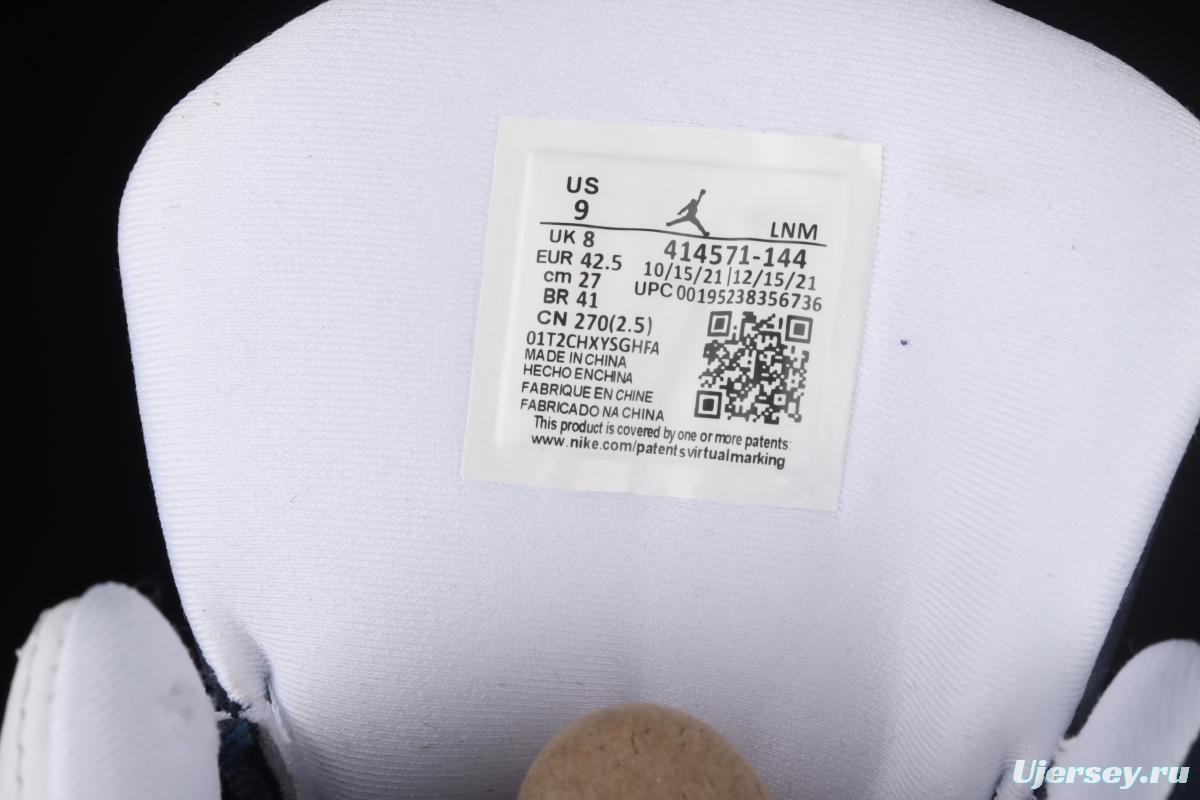 US
9
LNM
UK 8
EUR 42.5
cm 27
BR 41
CN 270(2.5)
414571-144
10/15/21|12/15/21
UPC 00195238356736
01T2CHXYSGHFA
MADE IN CHINA
HECHO EN CHINA
FABRIQUE EN CHINE
FABRICADO NA CHINA
This product is covered by one or more patents:
www.nike.com/patentsvirtualmarking
Ujersey.ru